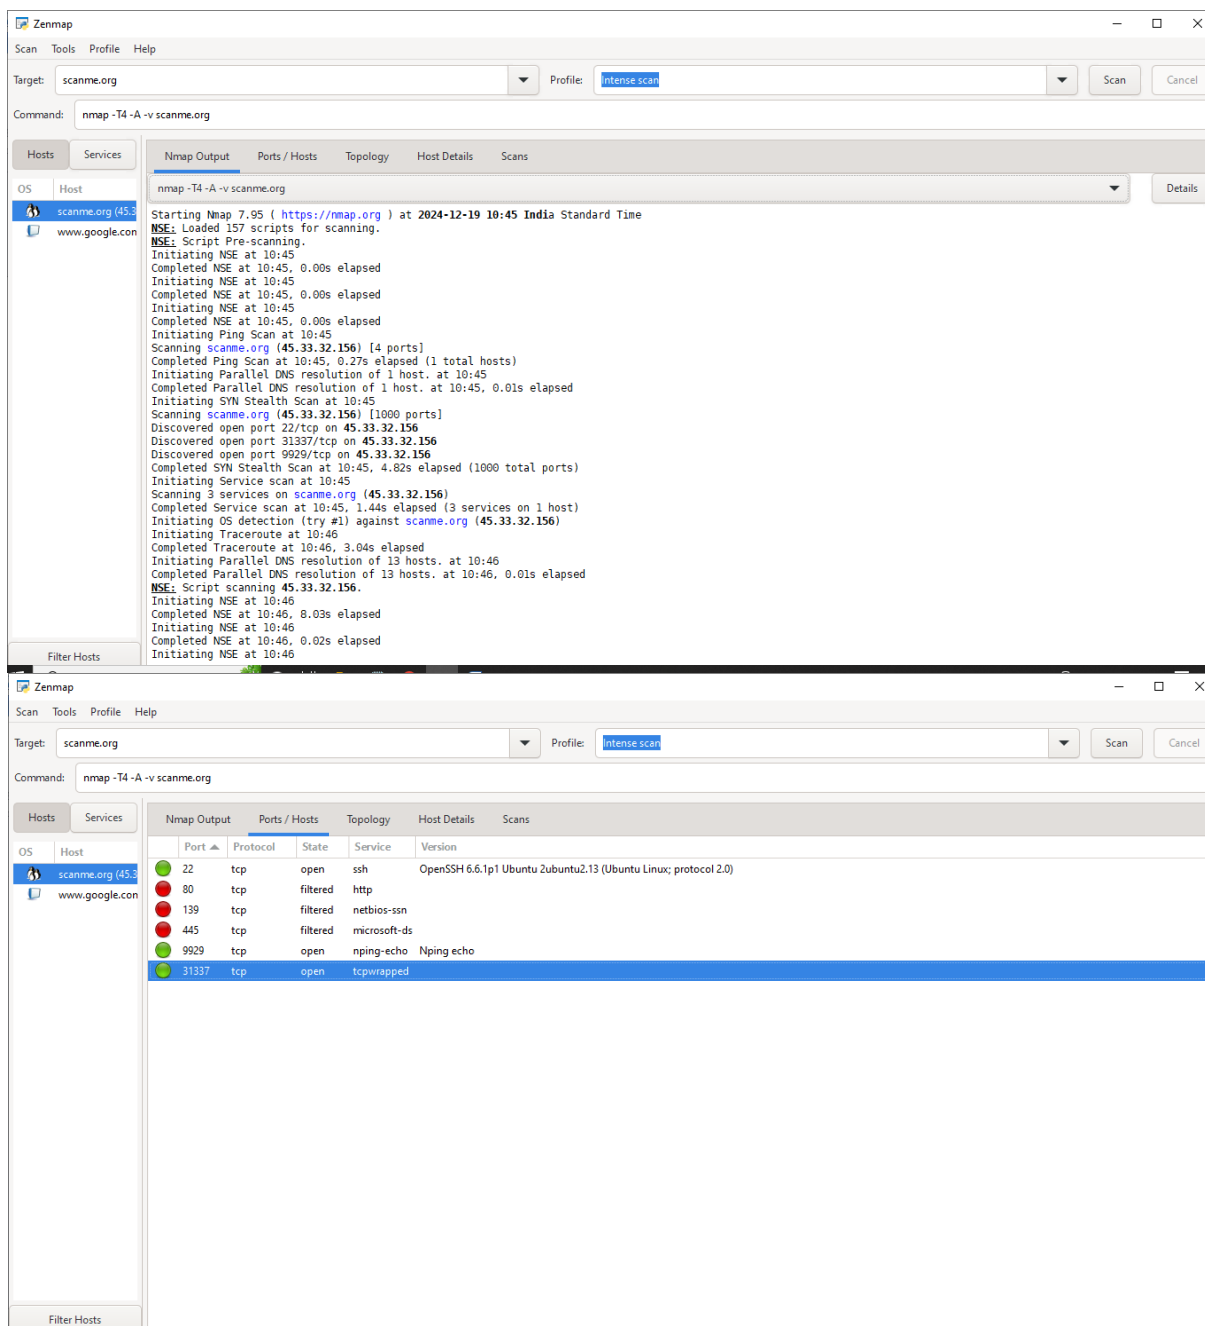 Zenmap
Scan Tools Profile Help
Target: scanme.org Profile: Intense scan Scan Cancel
Command: nmap -T4 -A -v scanme.org
Hosts Services Nmap Output Ports / Hosts Topology Host Details Scans
OS Host nmap -T4 -A -v scanme.org Details
scanme.org (45.3
www.google.con
Starting Nmap 7.95 ( https://nmap.org ) at 2024-12-19 10:45 India Standard Time
NSE: Loaded 157 scripts for scanning.
NSE: Script Pre-scanning.
Initiating NSE at 10:45
Completed NSE at 10:45, 0.00s elapsed
Initiating NSE at 10:45
Completed NSE at 10:45, 0.00s elapsed
Initiating NSE at 10:45
Completed NSE at 10:45, 0.00s elapsed
Initiating Ping Scan at 10:45
Scanning scanme.org (45.33.32.156) [4 ports]
Completed Ping Scan at 10:45, 0.27s elapsed (1 total hosts)
Initiating Parallel DNS resolution of 1 host. at 10:45
Completed Parallel DNS resolution of 1 host. at 10:45, 0.01s elapsed
Initiating SYN Stealth Scan at 10:45
Scanning scanme.org (45.33.32.156) [1000 ports]
Discovered open port 22/tcp on 45.33.32.156
Discovered open port 31337/tcp on 45.33.32.156
Discovered open port 9929/tcp on 45.33.32.156
Completed SYN Stealth Scan at 10:45, 4.82s elapsed (1000 total ports)
Initiating Service scan at 10:45
Scanning 3 services on scanme.org (45.33.32.156)
Completed Service scan at 10:45, 1.44s elapsed (3 services on 1 host)
Initiating OS detection (try #1) against scanme.org (45.33.32.156)
Initiating Traceroute at 10:46
Completed Traceroute at 10:46, 3.04s elapsed
Initiating Parallel DNS resolution of 13 hosts. at 10:46
Completed Parallel DNS resolution of 13 hosts. at 10:46, 0.01s elapsed
NSE: Script scanning 45.33.32.156.
Initiating NSE at 10:46
Completed NSE at 10:46, 8.03s elapsed
Initiating NSE at 10:46
Completed NSE at 10:46, 0.02s elapsed
Initiating NSE at 10:46
Filter Hosts
Zenmap
Scan Tools Profile Help
Target: scanme.org Profile: Intense scan Scan Cancel
Command: nmap -T4 -A -v scanme.org
Hosts Services Nmap Output Ports / Hosts Topology Host Details Scans
OS Host
scanme.org (45.3
www.google.con
Port Protocol State Service Version
22 tcp open ssh OpenSSH 6.6.1p1 Ubuntu 2ubuntu2.13 (Ubuntu Linux; protocol 2.0)
80 tcp filtered http
139 tcp filtered netbios-ssn
445 tcp filtered microsoft-ds
9929 tcp open nping-echo Nping echo
31337 tcp open tcpwrapped
Filter Hosts